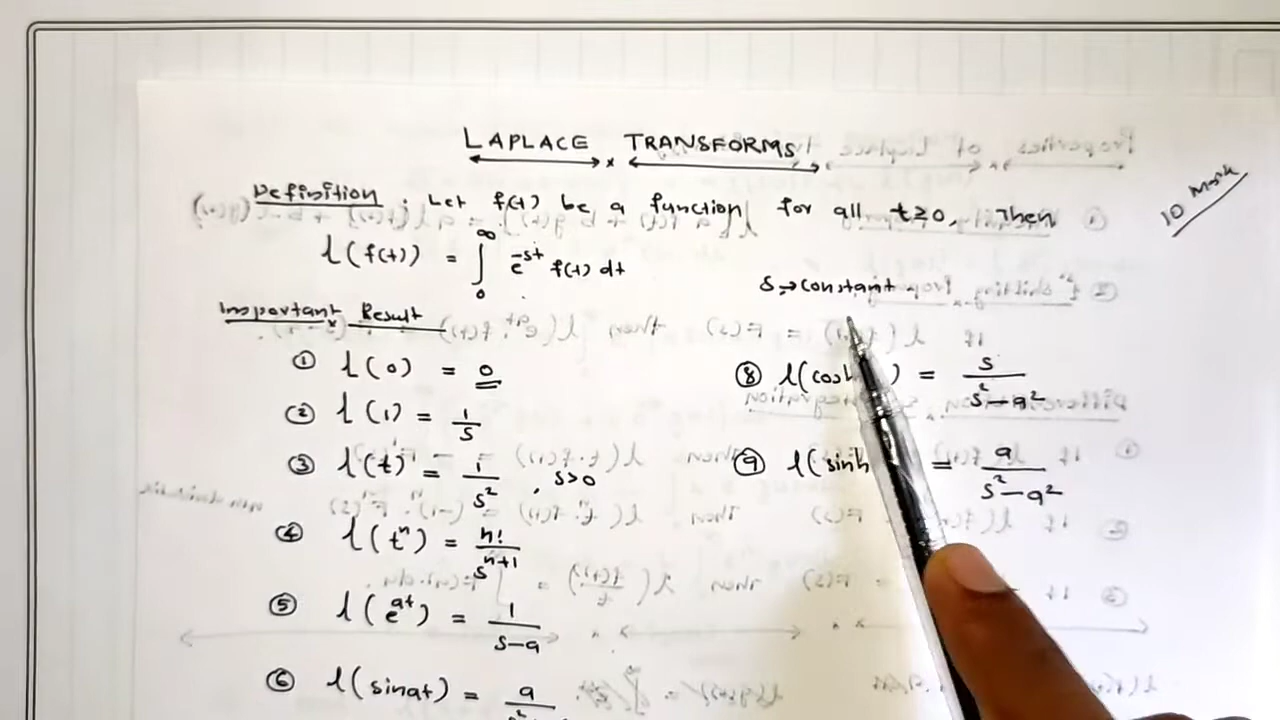 LAPLACE TRANSFORMS
10 Mark
Definition : Let f(t) be a function for all t≥0, Then
l(f(t)) = ∫₀^∞ e^-st f(t) dt
s → constant
Important Result
① l(0) = 0
② l(1) = 1/s
③ l(t) = 1/s², s>0
④ l(t^n) = n!/s^n+1
⑤ l(e^at) = 1/s-a
⑥ l(sinat) = a
⑧ l(cosh ) = s/s²-a²
⑨ l(sinh = a/s²-a²